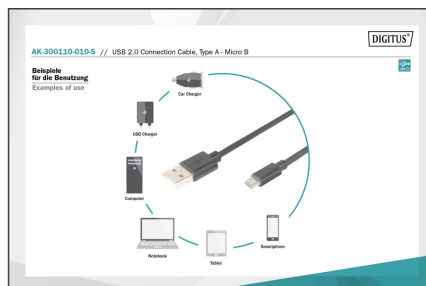 DIGITUS®
AK-300110-010-S // USB 2.0 Connection Cable, Type A - Micro B
Beispiele
für die Benutzung
Examples of use
Car Charger
USB Charger
Computer
Notebook
Tablet
Smartphone